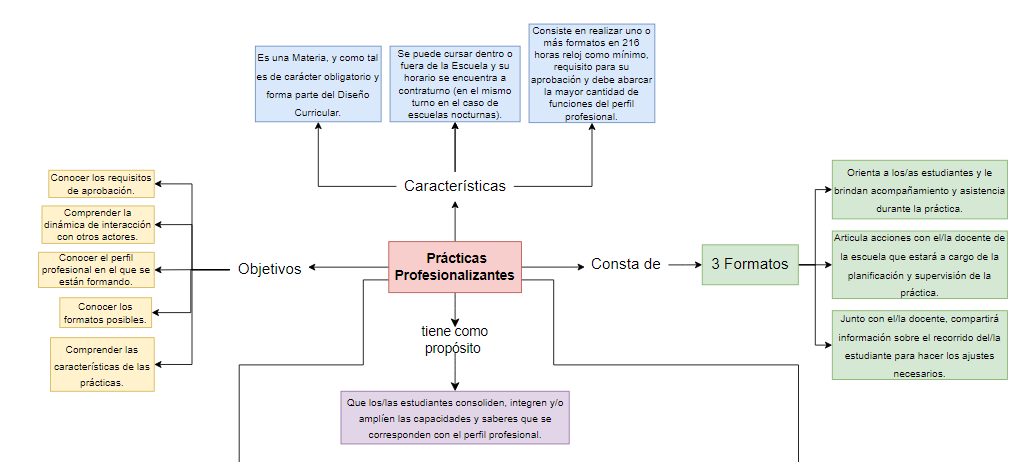 Es una Materia, y como tal
es de carácter obligatorio y
forma parte del Diseño
Curricular.
Se puede cursar dentro o
fuera de la Escuela y su
horario se encuentra a
contraturno (en el mismo
turno en el caso de
escuelas nocturnas).
Consiste en realizar uno o
más formatos en 216
horas reloj como mínimo,
requisito para su
aprobación y debe abarcar
la mayor cantidad de
funciones del perfil
profesional.
Características
Conocer los requisitos
de aprobación.
Comprender la
dinámica de interacción
con otros actores.
Conocer el perfil
profesional en el que se
están formando.
Conocer los
formatos posibles.
Comprender las
características de las
prácticas.
Objetivos
Prácticas
Profesionalizantes
Consta de
3 Formatos
Orienta a los/as estudiantes y le
brindan acompañamiento y asistencia
durante la práctica.
Articula acciones con el/la docente de
la escuela que estará a cargo de la
planificación y supervisión de la
práctica.
Junto con el/la docente, compartirá
información sobre el recorrido del/la
estudiante para hacer los ajustes
necesarios.
tiene como
propósito
Que los/las estudiantes consoliden, integren y/o
amplíen las capacidades y saberes que se
corresponden con el perfil profesional.